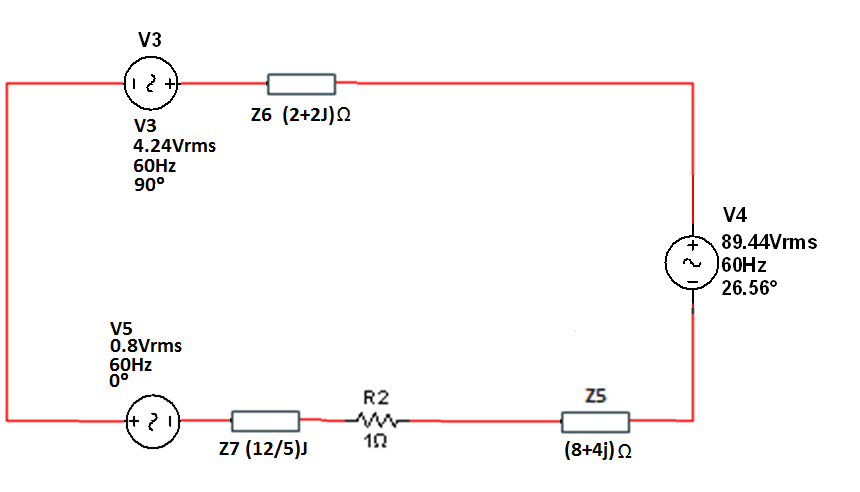 V3
V3
4.24Vrms
60Hz
90°
Z6 (2+2J)Ω
V4
89.44Vrms
60Hz
26.56°
V5
0.8Vrms
60Hz
0°
Z7 (12/5)J
R2
1Ω
Z5
(8+4j)Ω